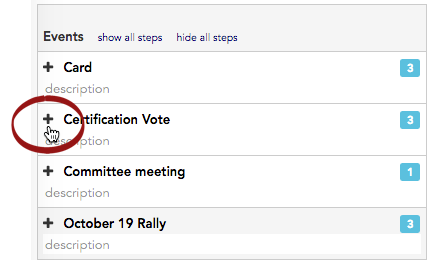 Events show all steps hide all steps
Card 3
description
Certification Vote 3
description
Committee meeting 1
description
October 19 Rally 3
description